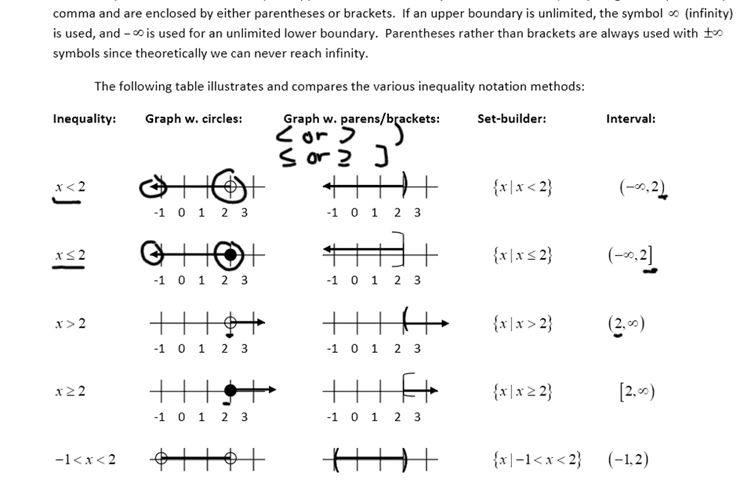 comma and are enclosed by either parentheses or brackets. If an upper boundary is unlimited, the symbol ∞ (infinity)
is used, and −∞ is used for an unlimited lower boundary. Parentheses rather than brackets are always used with ±∞
symbols since theoretically we can never reach infinity.
The following table illustrates and compares the various inequality notation methods:
Inequality: Graph w. circles: Graph w. parens/brackets: Set-builder: Interval:
< or > )
≤ or ≥ ]
x < 2 {x | x < 2} (−∞,2)
-1 0 1 2 3 -1 0 1 2 3
x ≤ 2 {x | x ≤ 2} (−∞,2]
-1 0 1 2 3 -1 0 1 2 3
x > 2 {x | x > 2} (2,∞)
-1 0 1 2 3 -1 0 1 2 3
x ≥ 2 {x | x ≥ 2} [2,∞)
-1 0 1 2 3 -1 0 1 2 3
−1 < x < 2 {x | −1 < x < 2} (−1,2)